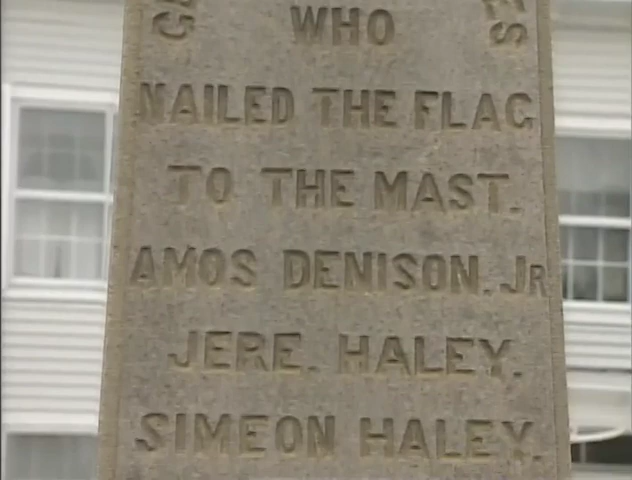 WHO
NAILED THE FLAG
TO THE MAST.
AMOS DENISON. JR
JERE. HALEY.
SIMEON HALEY.